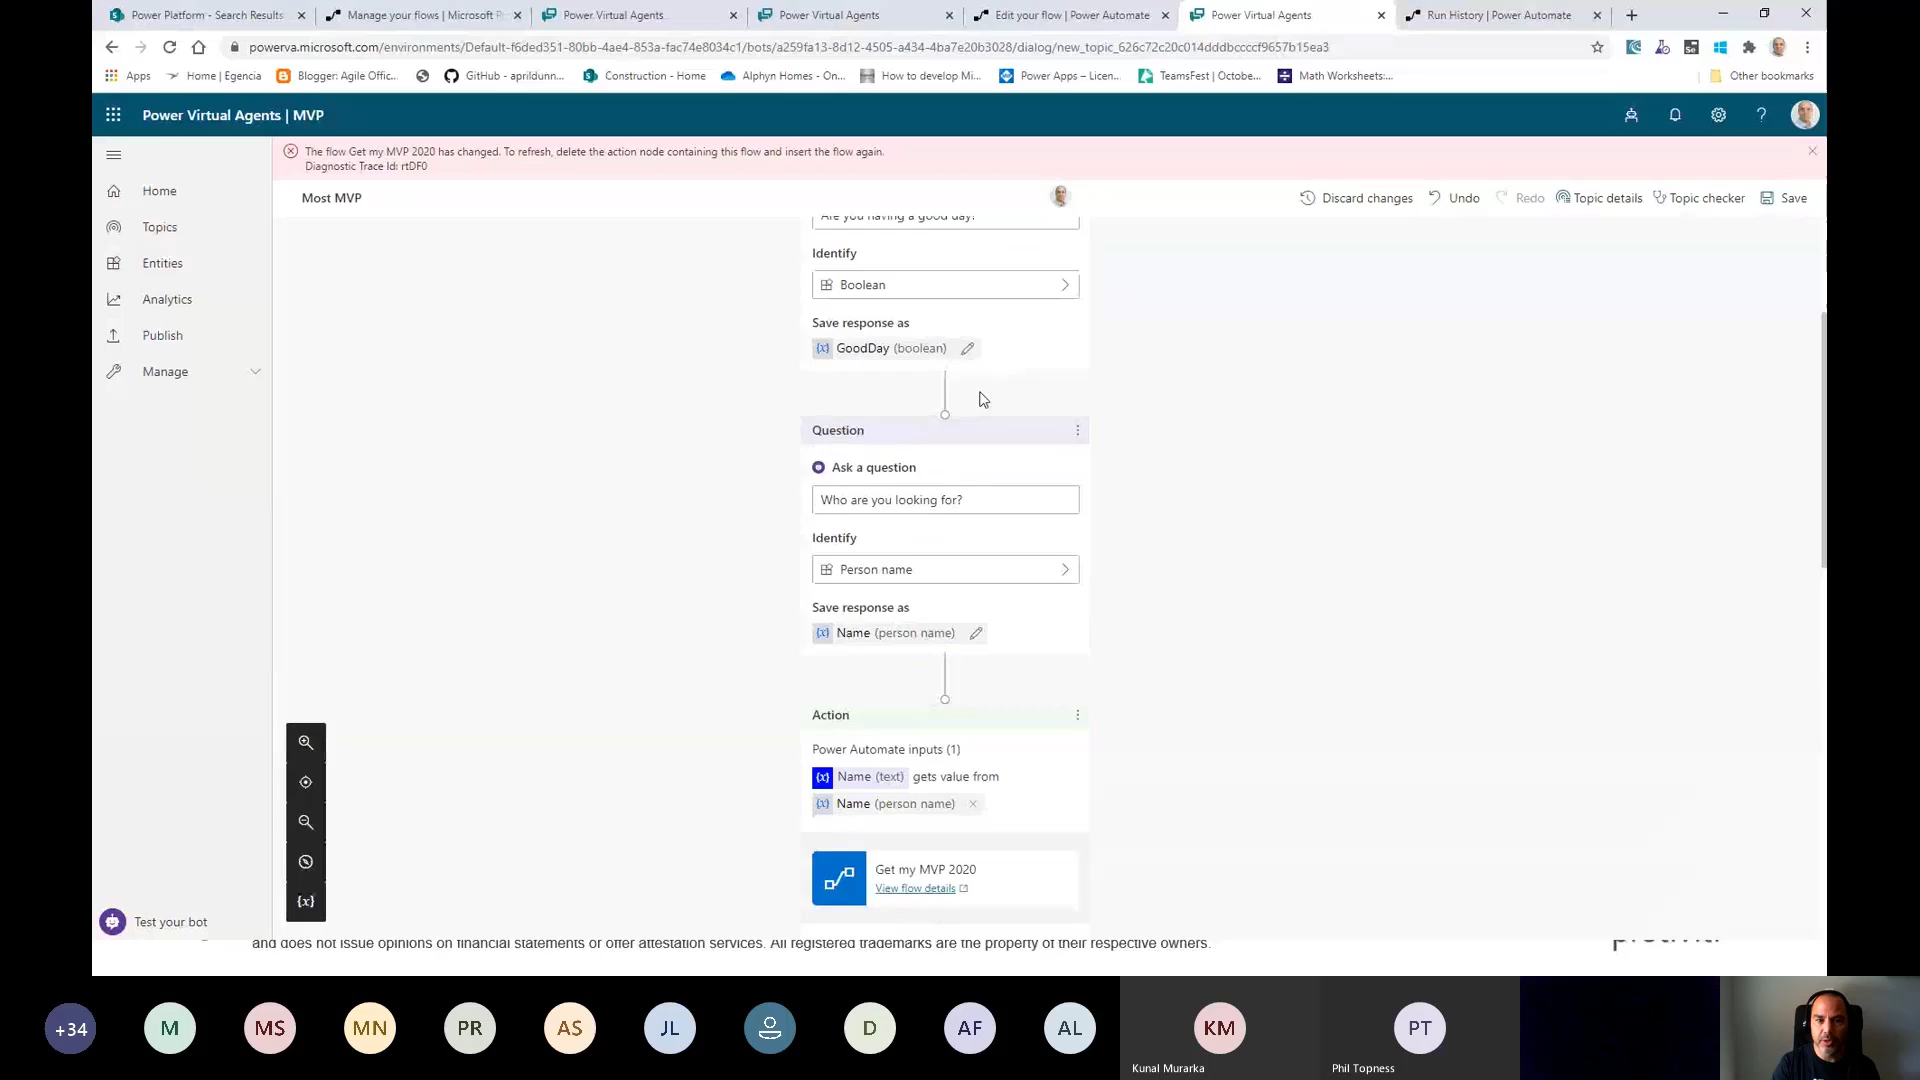 Power Platform - Search Results
Manage your flows | Microsoft P
Power Virtual Agents
Power Virtual Agents
Edit your flow | Power Automate
Power Virtual Agents
Run History | Power Automate
powerva.microsoft.com/environments/Default-f6ded351-80bb-4ae4-853a-fac74e8034c1/bots/a259fa13-8d12-4505-a434-4ba7e20b3028/dialog/new_topic_626c72c20c014dddbccccf9657b15ea3
Apps
Home | Egencia
Blogger: Agile Offic...
GitHub - aprildunn...
Construction - Home
Alphyn Homes - On...
How to develop Mi...
Power Apps – Licen...
TeamsFest | Octobe...
Math Worksheets:...
Other bookmarks
Power Virtual Agents | MVP
The flow Get my MVP 2020 has changed. To refresh, delete the action node containing this flow and insert the flow again.
Diagnostic Trace Id: rtDF0
Most MVP
Discard changes
Undo
Redo
Topic details
Topic checker
Save
Home
Topics
Entities
Analytics
Publish
Manage
Test your bot
Are you having a good day?
Identify
Boolean
Save response as
{x} GoodDay (boolean)
Question
Ask a question
Who are you looking for?
Identify
Person name
Save response as
{x} Name (person name)
Action
Power Automate inputs (1)
{x} Name (text) gets value from
{x} Name (person name)
Get my MVP 2020
View flow details
{x}
and does not issue opinions on financial statements or offer attestation services. All registered trademarks are the property of their respective owners.
+34
M
MS
MN
PR
AS
JL
D
AF
AL
KM
Kunal Murarka
PT
Phil Topness